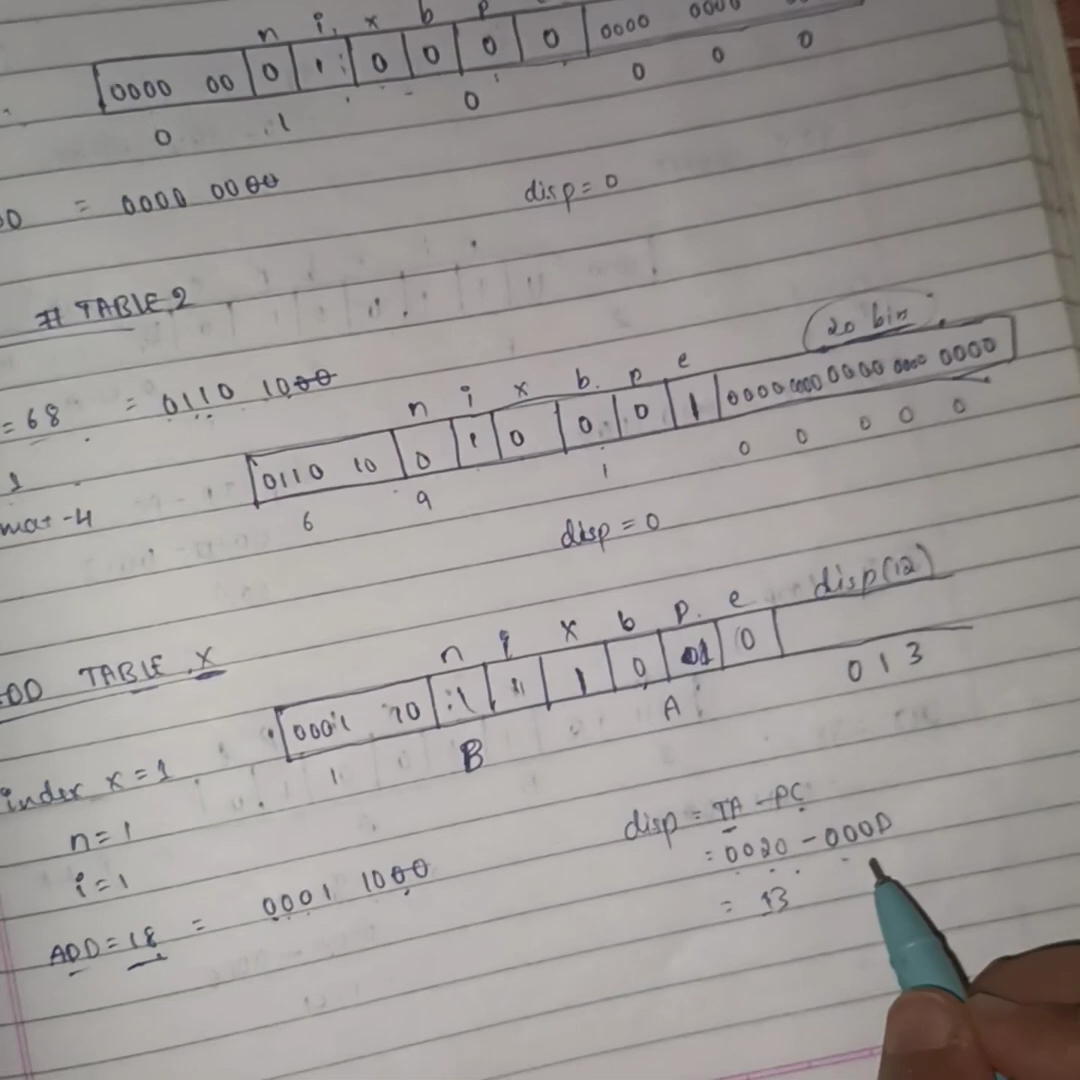 n i x b p
0000 00 0 1 0 0 0 0 0000 0000
0 1 0 0 0 0
= 0000 0000 disp = 0
# TABLE 2
20 bin
= 68 = 0110 1000
n i x b p e
0110 10 0 1 0 0 0 1 0000 0000 0000 0000 0000
6 9 1 0 0 0 0 0
mat -4
disp = 0
DD TABLE, X
n i x b p e disp(12)
0001 10 1 1 1 0 1 0
1 B A 0 13
index x = 1
n = 1
i = 1
ADD = 18 = 0001 1000
disp = TA - PC
= 0020 - 000D
= 13